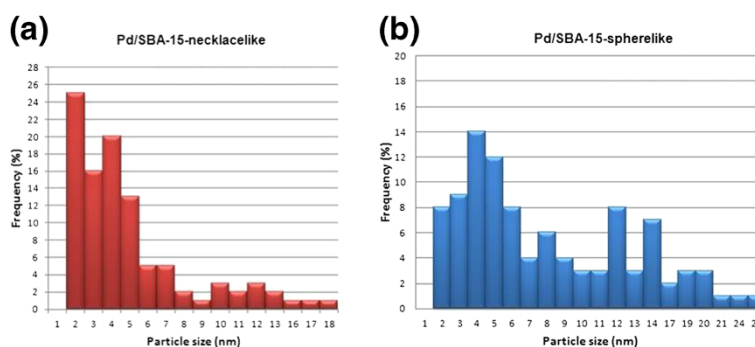 (a)
Pd/SBA-15-necklacelike
Frequency (%)
28
26
24
22
20
18
16
14
12
10
8
6
4
2
0
1 2 3 4 5 6 7 8 9 10 11 12 13 16 17 18
Particle size (nm)
(b)
Pd/SBA-15-spherelike
Frequency (%)
20
18
16
14
12
10
8
6
4
2
0
1 2 3 4 5 6 7 8 9 10 11 12 13 14 17 19 20 21 24
Particle size (nm)